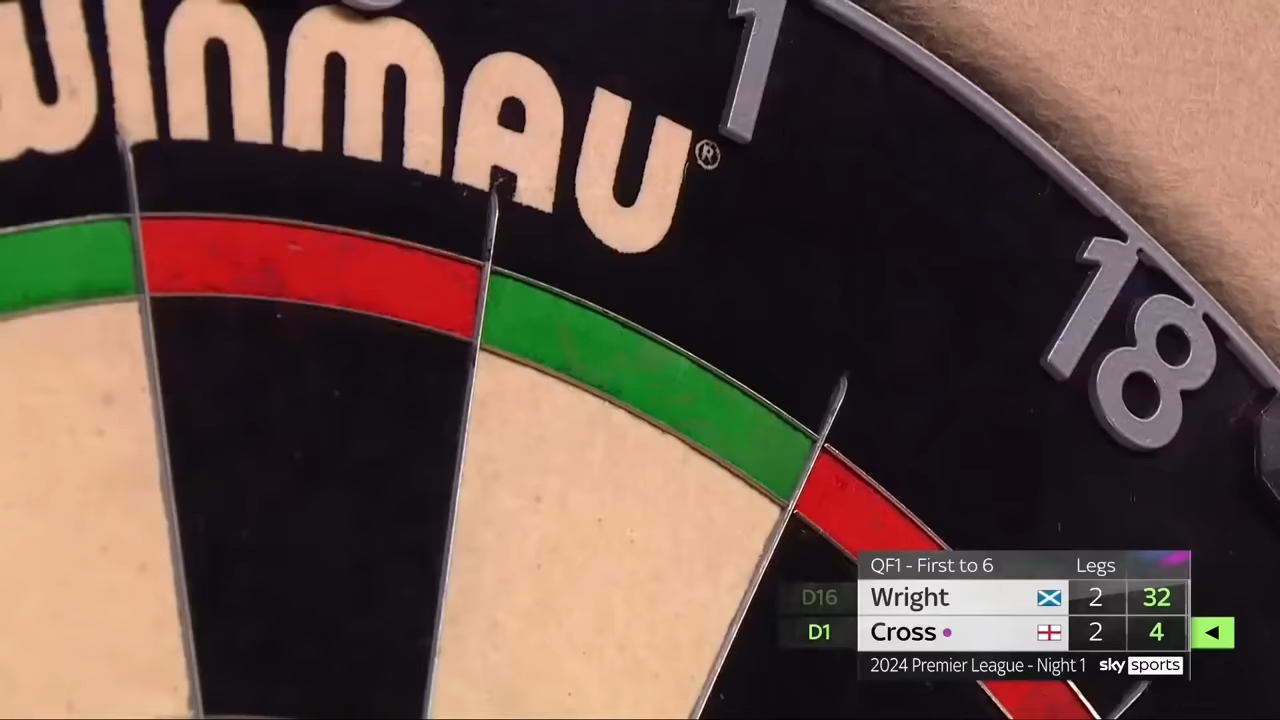 WINMAU®
1
18
QF1 - First to 6 Legs
D16 Wright 2 32
D1 Cross 2 4
2024 Premier League - Night 1 sky sports